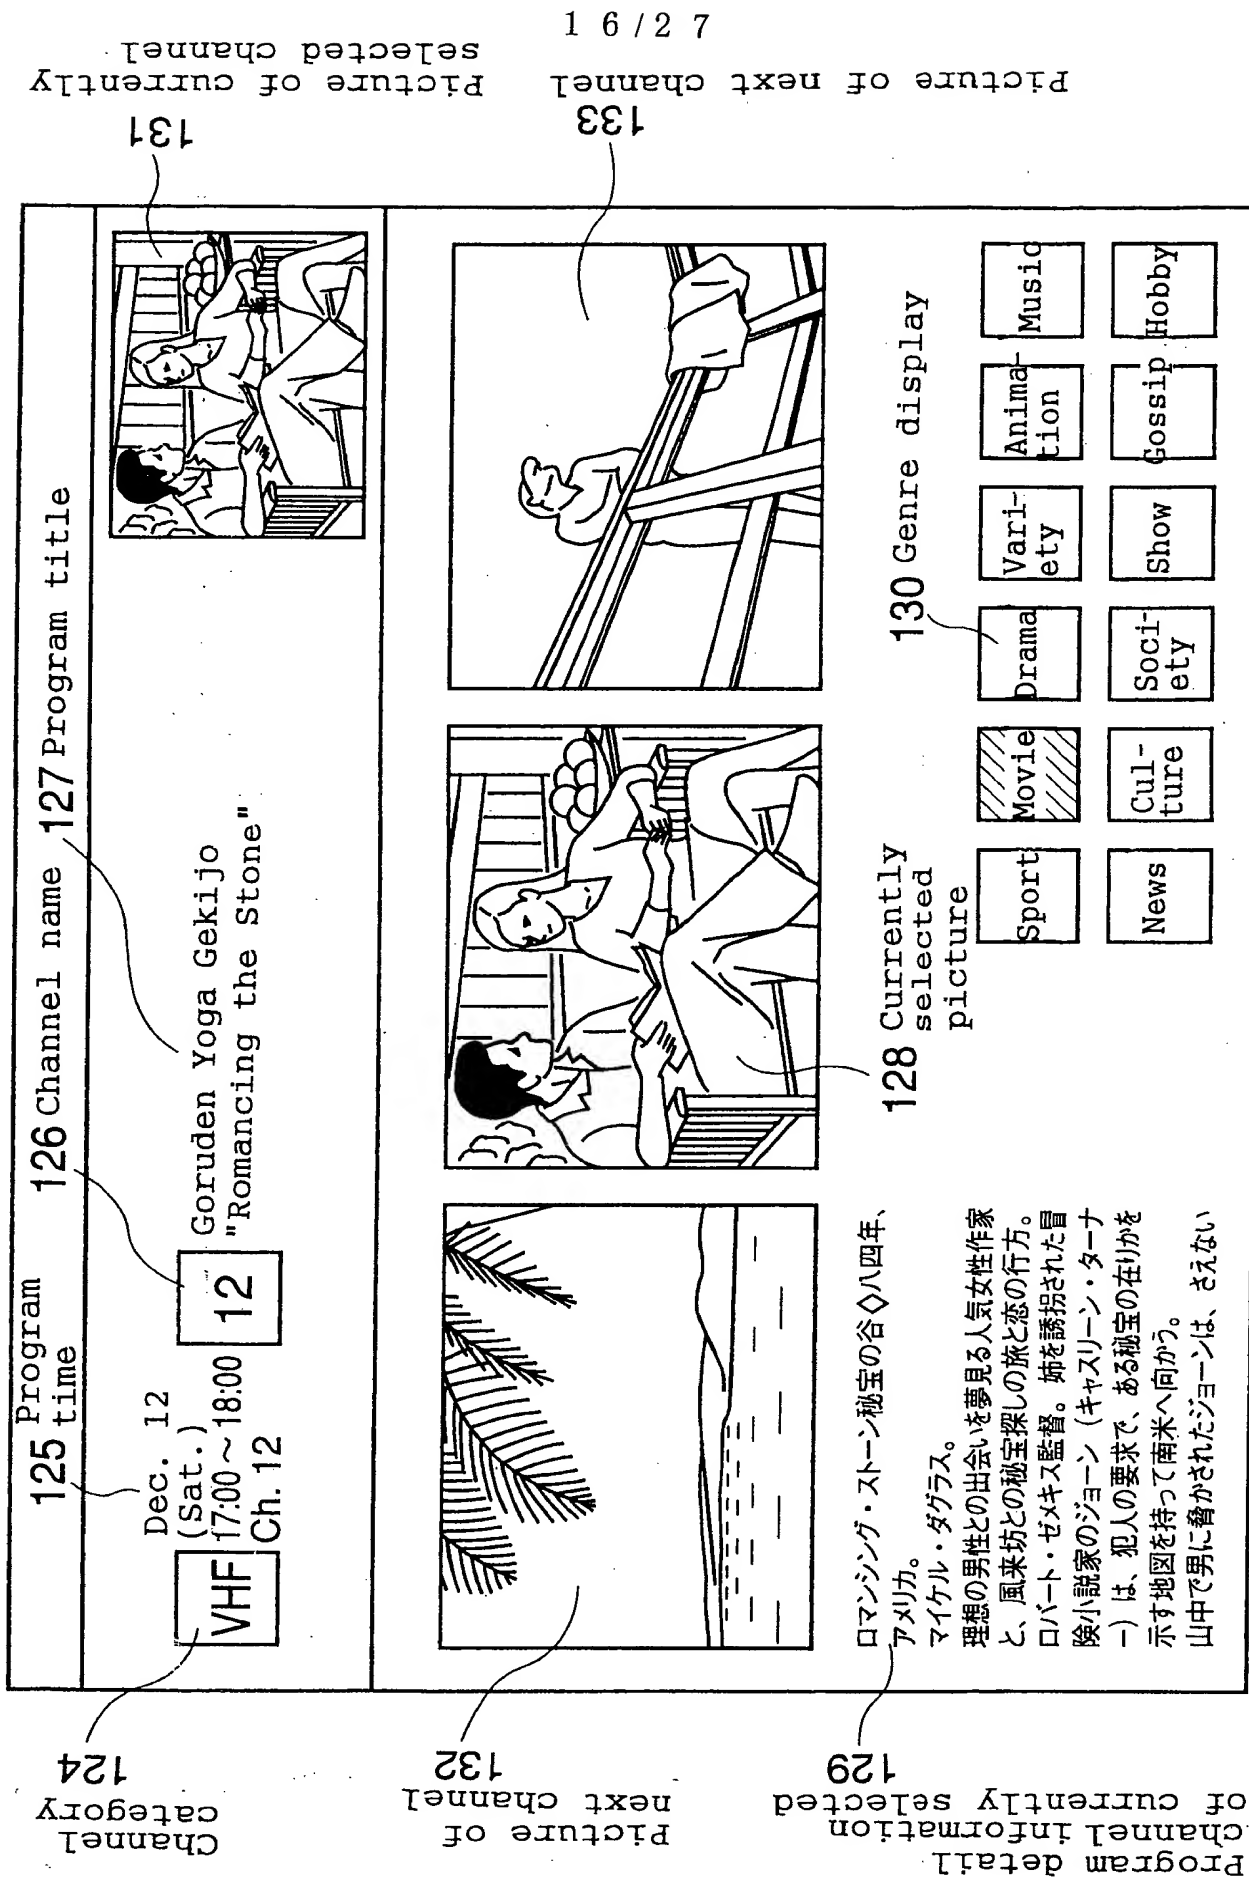 16/27
125 Program
time
126 Channel name
127 Program title
131
Picture of currently
selected channel
124
Channel
category
VHF
Dec. 12
(Sat.)
17:00～18:00
Ch. 12
12
Goruden Yoga Gekijo
"Romancing the Stone"
132
Picture of
next channel
133
Picture of next channel
128 Currently
selected
picture
130 Genre display
129
Program detail
channel information
of currently selected
ロマンシング・ストーン秘宝の谷◇八四年、
アメリカ。
マイケル・ダグラス。
理想の男性との出会いを夢見る人気女性作家
と、風来坊との秘宝探しの旅と恋の行方。
ロバート・ゼメキス監督。姉を誘拐された冒
険小説家のジョーン（キャスリーン・ターナ
ー）は、犯人の要求で、ある秘宝の在りかを
示す地図を持って南米へ向かう。
山中で男に脅かされたジョーンは、さえない
Sport
Movie
Drama
Vari-
ety
Anima-
tion
Music
News
Cul-
ture
Soci-
ety
Show
Gossip
Hobby